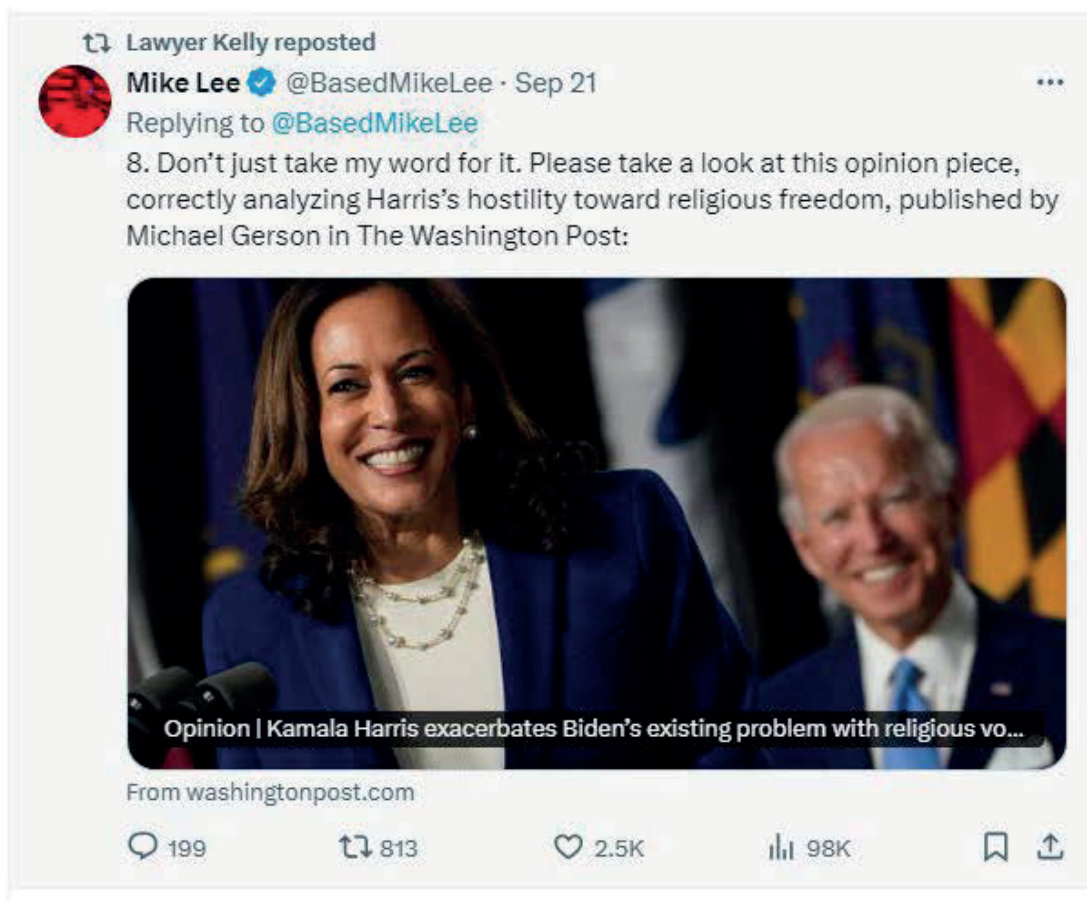 Lawyer Kelly reposted
Mike Lee @BasedMikeLee · Sep 21
Replying to @BasedMikeLee
8. Don’t just take my word for it. Please take a look at this opinion piece,
correctly analyzing Harris’s hostility toward religious freedom, published by
Michael Gerson in The Washington Post:
Opinion | Kamala Harris exacerbates Biden’s existing problem with religious vo...
From washingtonpost.com
199 813 2.5K 98K